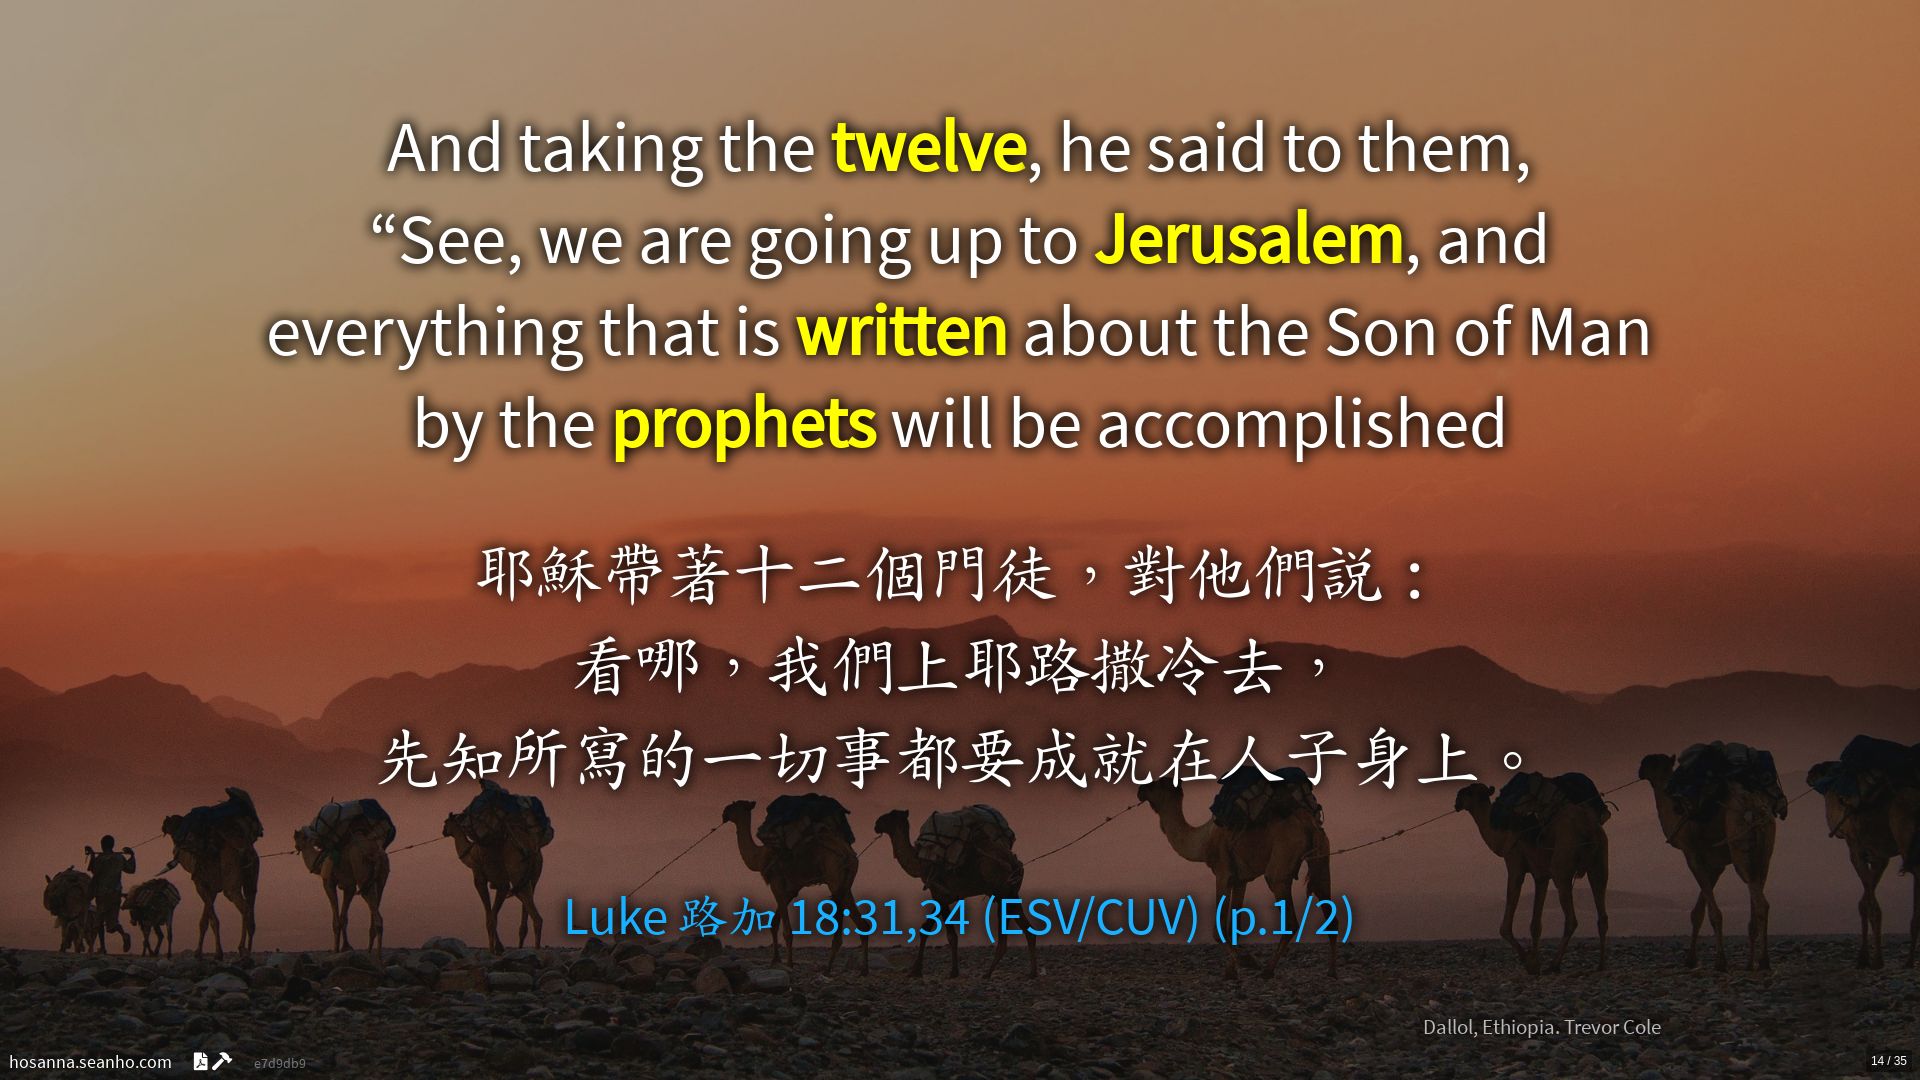 And taking the twelve, he said to them,
“See, we are going up to Jerusalem, and
everything that is written about the Son of Man
by the prophets will be accomplished
耶穌帶著十二個門徒，對他們説：
看哪，我們上耶路撒冷去，
先知所寫的一切事都要成就在人子身上。
Luke 路加 18:31,34 (ESV/CUV) (p.1/2)
Dallol, Ethiopia. Trevor Cole
hosanna.seanho.com e7d9db9
14 / 35